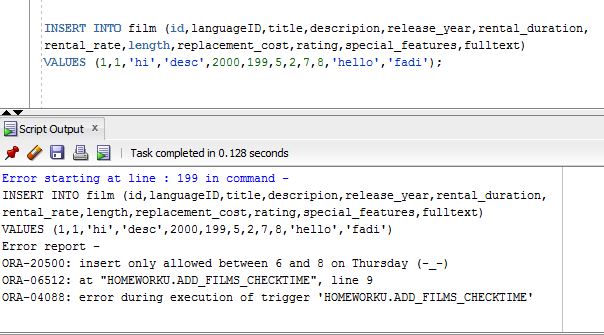 INSERT INTO film (id,languageID,title,descripion,release_year,rental_duration,
rental_rate,length,replacement_cost,rating,special_features,fulltext)
VALUES (1,1,'hi','desc',2000,199,5,2,7,8,'hello','fadi');
Script Output x
Task completed in 0.128 seconds
Error starting at line : 199 in command -
INSERT INTO film (id,languageID,title,descripion,release_year,rental_duration,
rental_rate,length,replacement_cost,rating,special_features,fulltext)
VALUES (1,1,'hi','desc',2000,199,5,2,7,8,'hello','fadi')
Error report -
ORA-20500: insert only allowed between 6 and 8 on Thursday (-_-)
ORA-06512: at "HOMEWORKU.ADD_FILMS_CHECKTIME", line 9
ORA-04088: error during execution of trigger 'HOMEWORKU.ADD_FILMS_CHECKTIME'